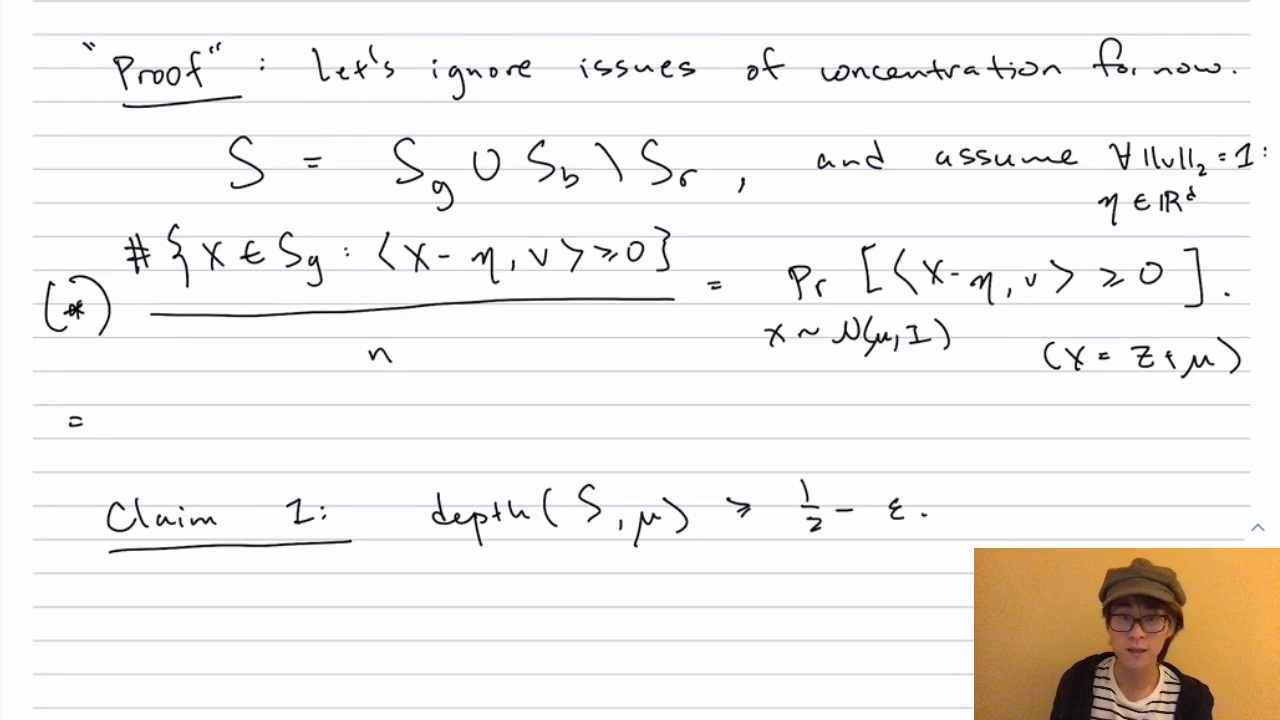 "Proof" : Let's ignore issues of concentration for now.
S = S_g ∪ S_b \ S_r , and assume ∀ ||v||_2 = 1 :
η ∈ ℝ^d
(*) #{ X ∈ S_g : ⟨X - η, v⟩ ≥ 0 } / n = Pr_{X ~ N(μ, I)} [⟨X - η, v⟩ ≥ 0 ] .
(X = Z + μ)
=
Claim 1: depth(S, μ) ≥ 1/2 - ε.